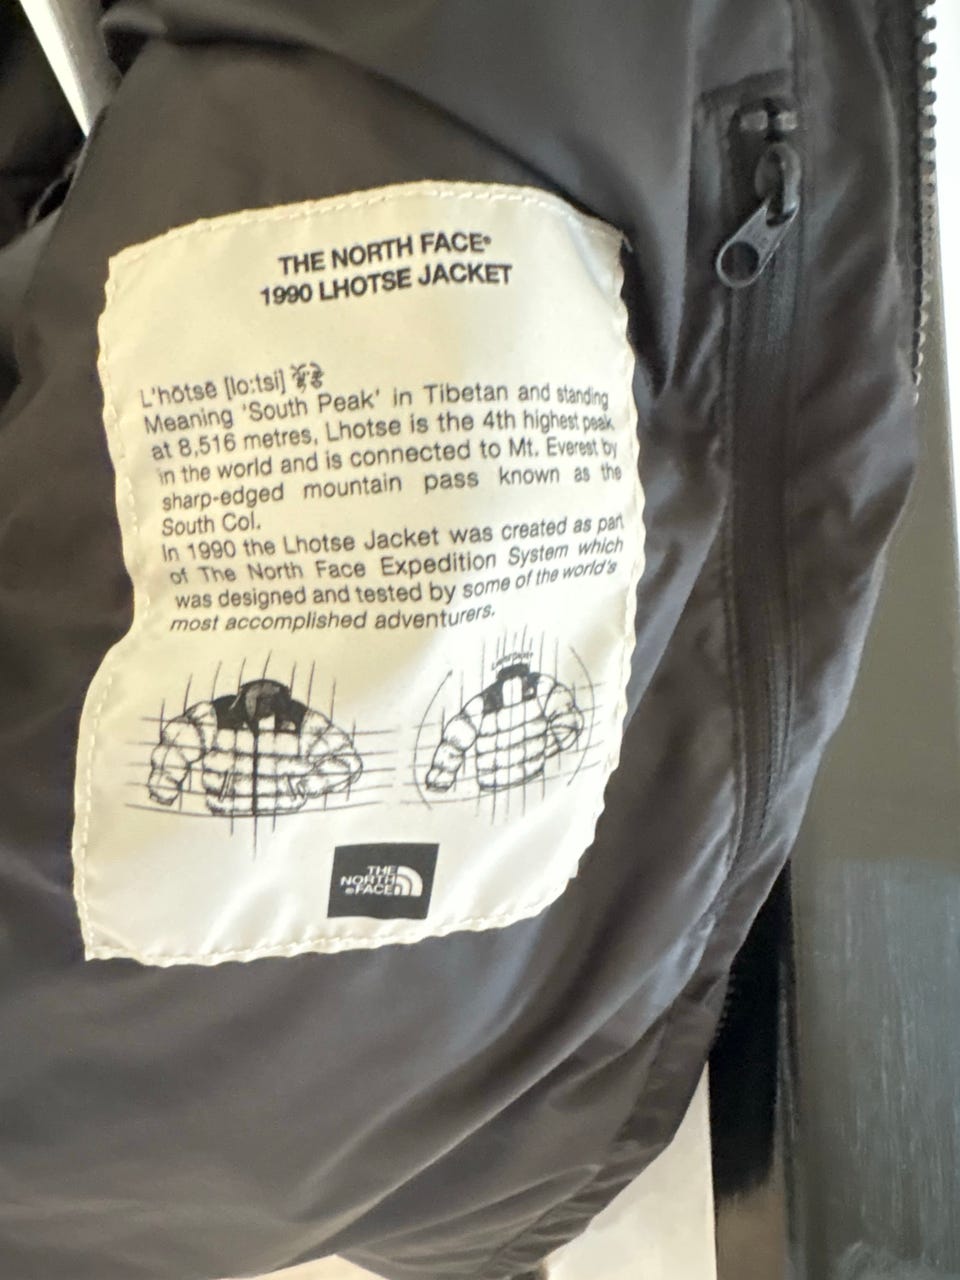 THE NORTH FACE®
1990 LHOTSE JACKET
L'hōtsē [lo:tsi]
Meaning 'South Peak' in Tibetan and standing
at 8,516 metres, Lhotse is the 4th highest peak
in the world and is connected to Mt. Everest by
sharp-edged mountain pass known as the
South Col.
In 1990 the Lhotse Jacket was created as part
of The North Face Expedition System which
was designed and tested by some of the world's
most accomplished adventurers.
LHOTSE JACKET
THE
NORTH
FACE